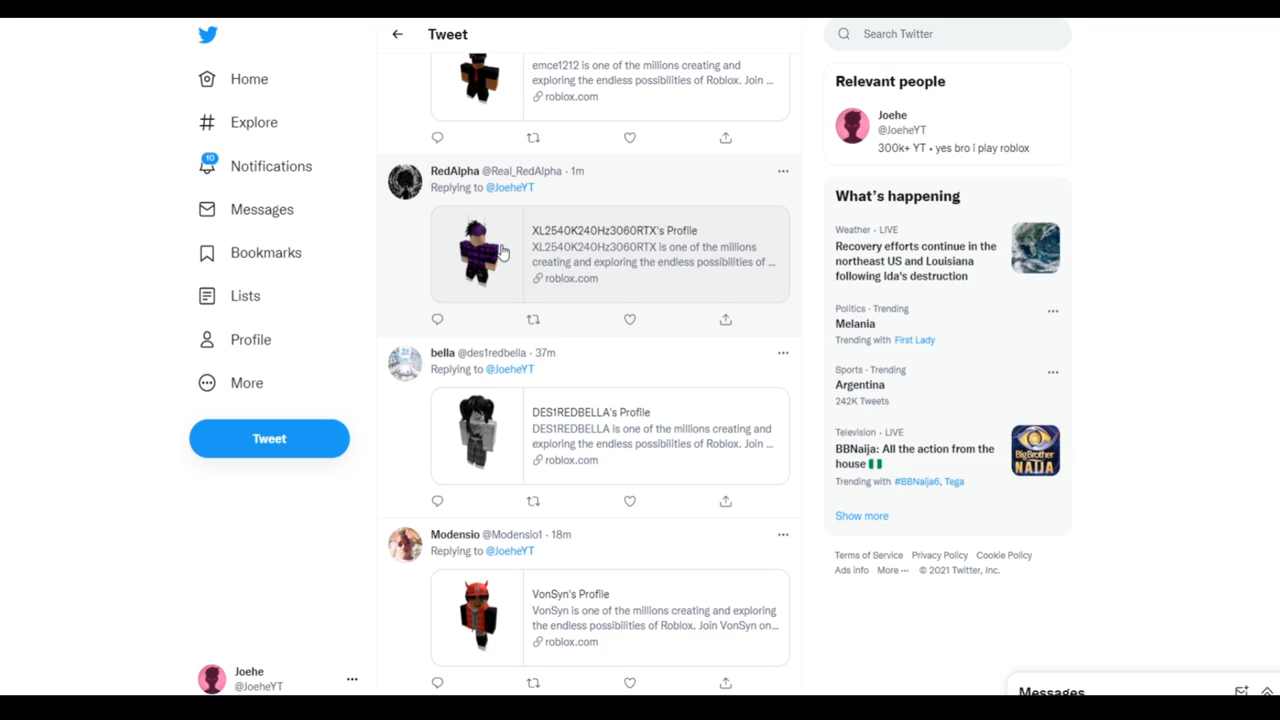 Home
Explore
10
Notifications
Messages
Bookmarks
Lists
Profile
More
Tweet
Joehe
@JoeheYT
Tweet
emce1212 is one of the millions creating and
exploring the endless possibilities of Roblox. Join ...
roblox.com
RedAlpha @Real_RedAlpha · 1m
Replying to @JoeheYT
XL2540K240Hz3060RTX's Profile
XL2540K240Hz3060RTX is one of the millions
creating and exploring the endless possibilities of ...
roblox.com
bella @des1redbella · 37m
Replying to @JoeheYT
DES1REDBELLA's Profile
DES1REDBELLA is one of the millions creating and
exploring the endless possibilities of Roblox. Join ...
roblox.com
Modensio @Modensio1 · 18m
Replying to @JoeheYT
VonSyn's Profile
VonSyn is one of the millions creating and exploring
the endless possibilities of Roblox. Join VonSyn on...
roblox.com
Search Twitter
Relevant people
Joehe
@JoeheYT
300k+ YT • yes bro i play roblox
What's happening
Weather · LIVE
Recovery efforts continue in the
northeast US and Louisiana
following Ida's destruction
Politics · Trending
Melania
Trending with First Lady
Sports · Trending
Argentina
242K Tweets
Television · LIVE
BBNaija: All the action from the
house 🇳🇬
Trending with #BBNaija6, Tega
BigBrother
NAIJA
Show more
Terms of Service Privacy Policy Cookie Policy
Ads info More ··· © 2021 Twitter, Inc.
Messages